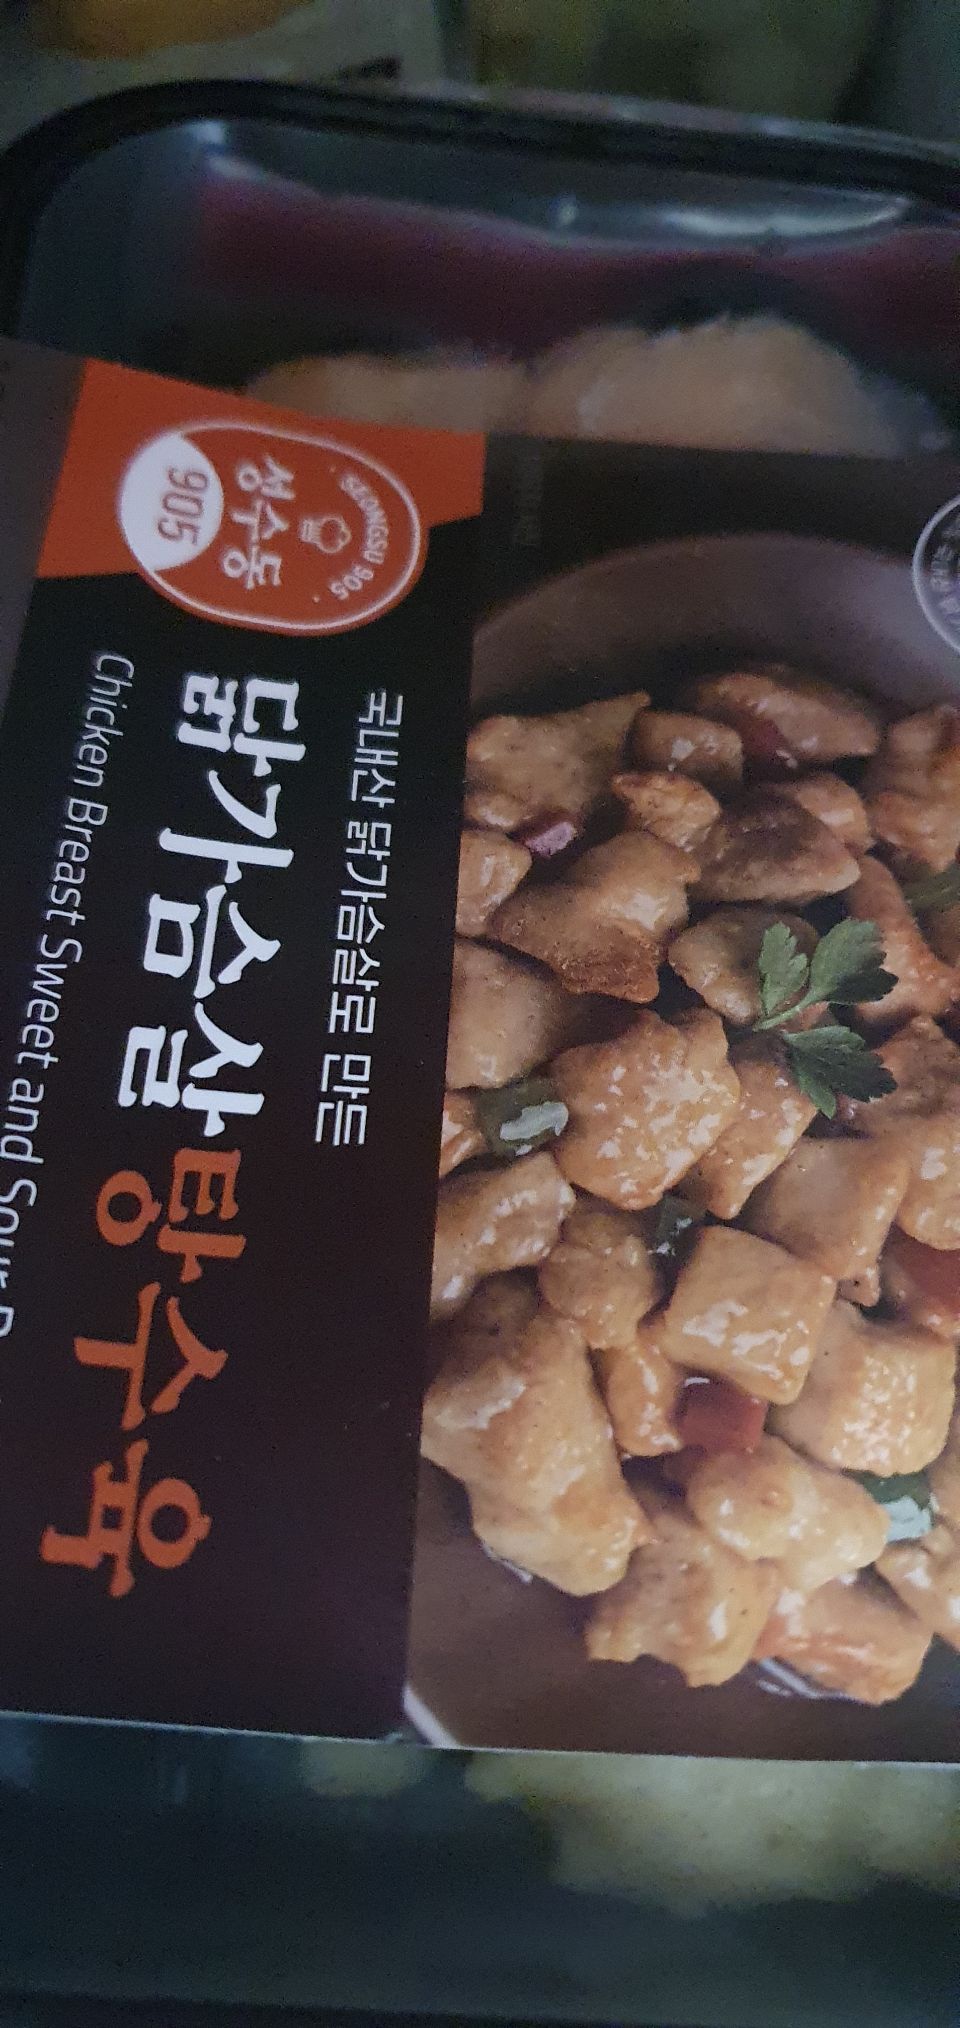 SEONGSU 905
성수동
905
국내산 닭가슴살로 만든
닭가슴살탕수육
Chicken Breast Sweet and Sour